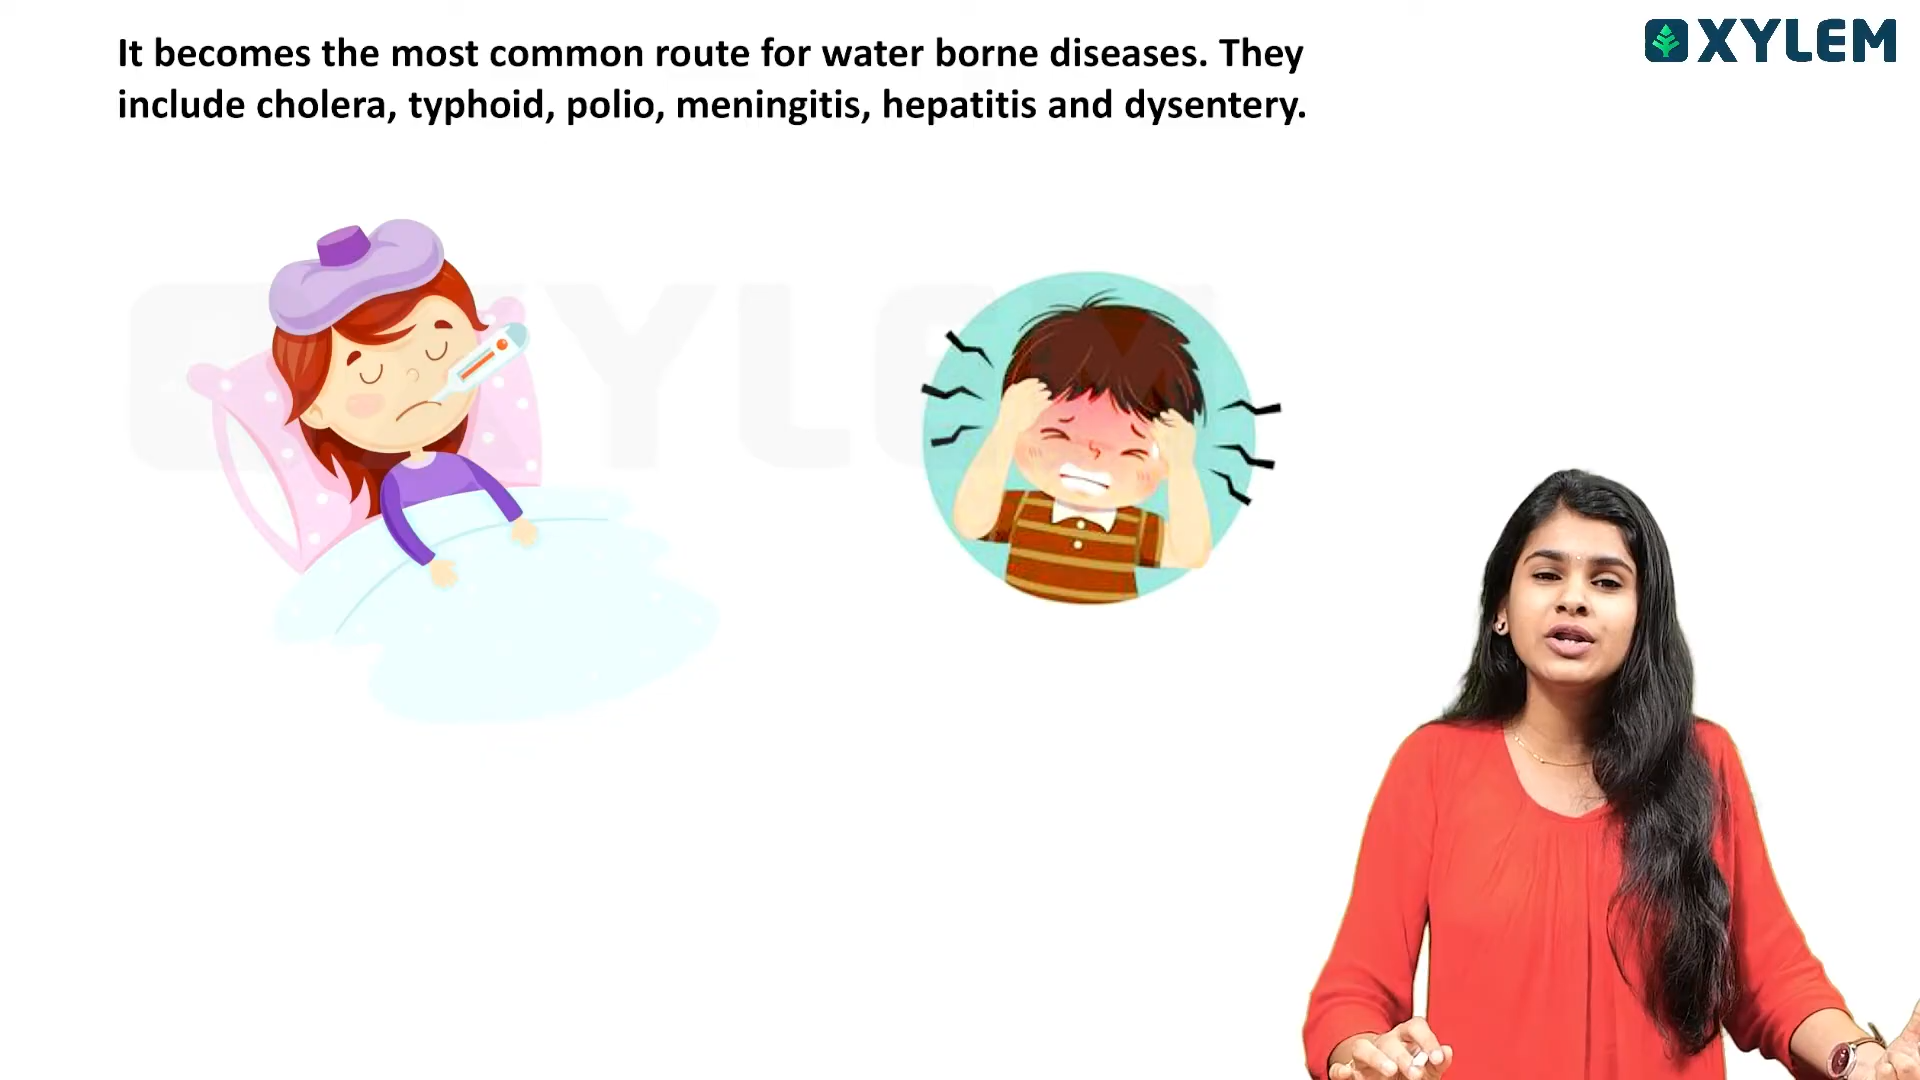 It becomes the most common route for water borne diseases. They
include cholera, typhoid, polio, meningitis, hepatitis and dysentery.
XYLEM
XYLEM